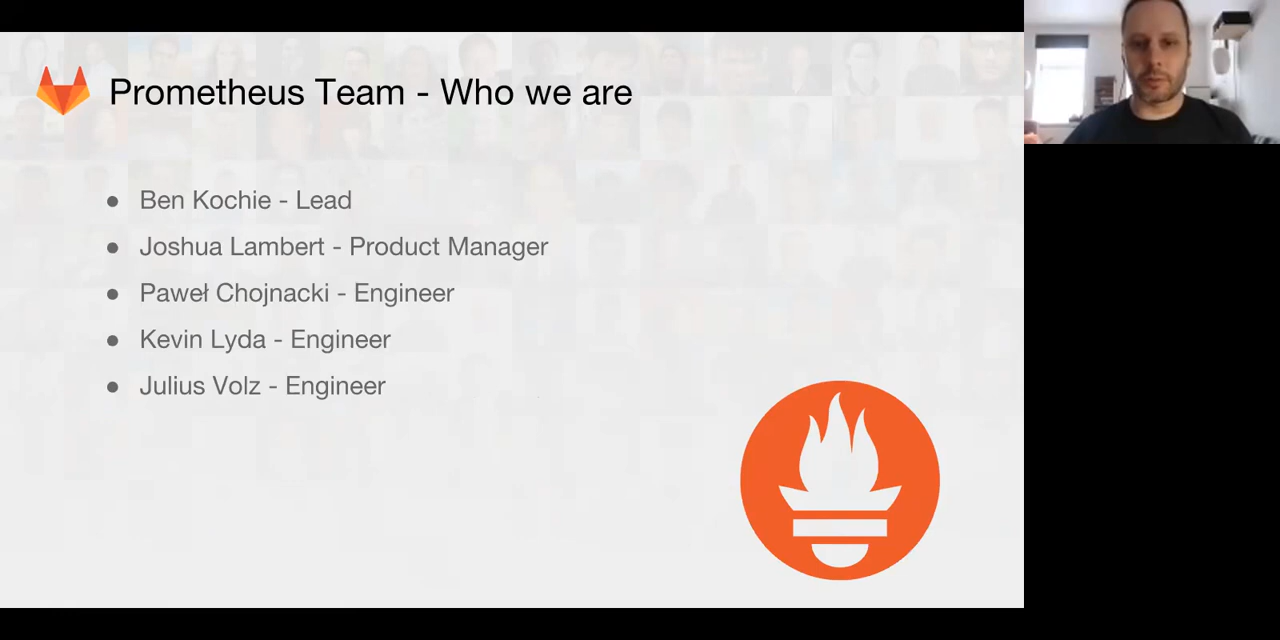 Prometheus Team - Who we are
● Ben Kochie - Lead
● Joshua Lambert - Product Manager
● Paweł Chojnacki - Engineer
● Kevin Lyda - Engineer
● Julius Volz - Engineer